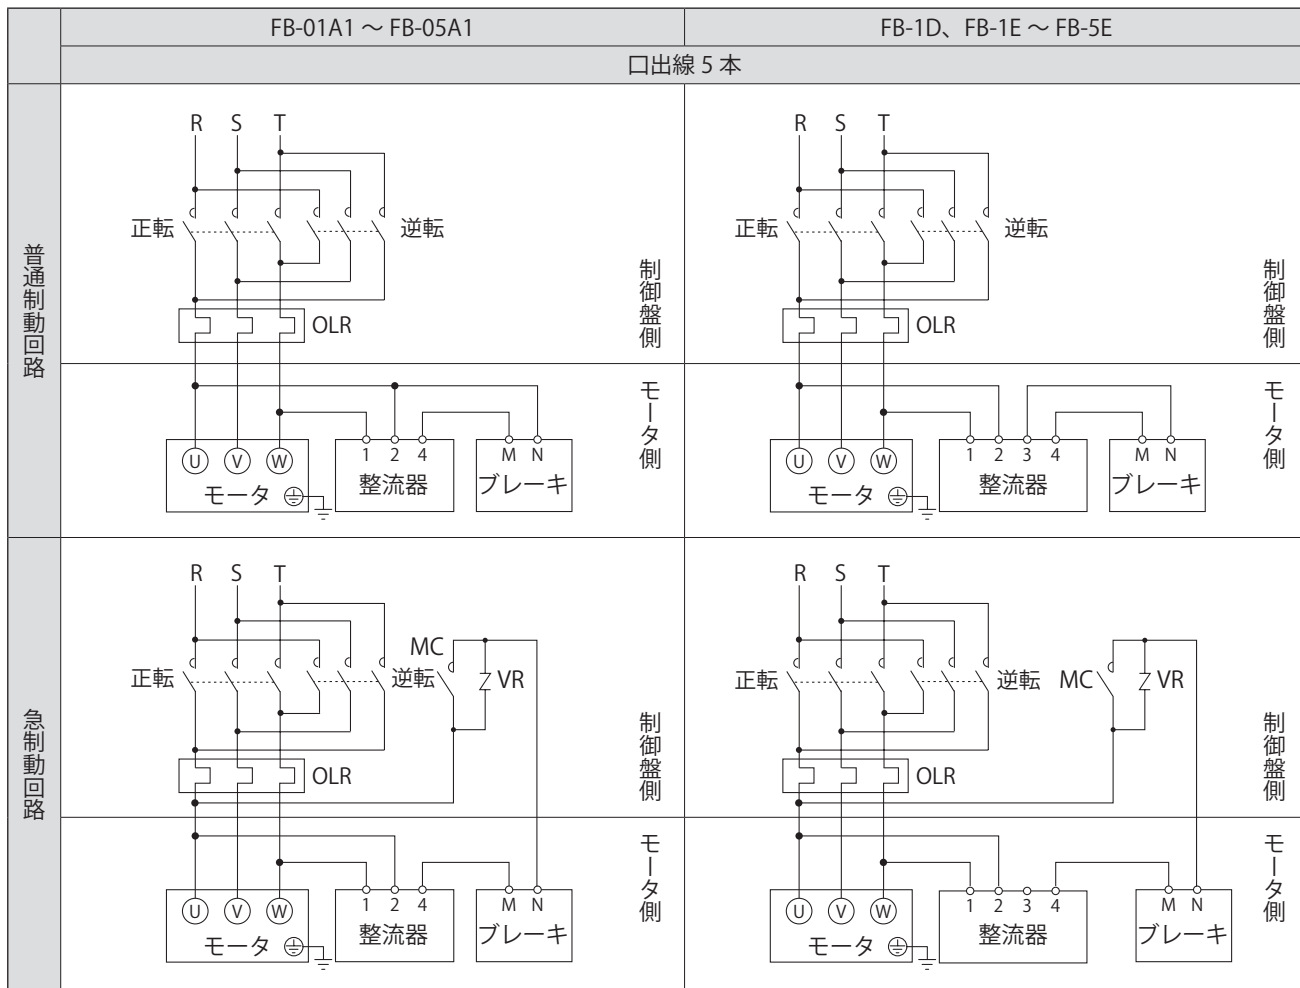 FB-01A1 ～ FB-05A1
FB-1D、FB-1E ～ FB-5E
口出線 5 本
普通制動回路
R S T
正転
逆転
OLR
制御盤側
モータ側
U V W
モータ
1 2 4
整流器
M N
ブレーキ
R S T
正転
逆転
OLR
制御盤側
モータ側
U V W
モータ
1 2 3 4
整流器
M N
ブレーキ
急制動回路
R S T
正転
逆転
MC
VR
OLR
制御盤側
モータ側
U V W
モータ
1 2 4
整流器
M N
ブレーキ
R S T
正転
逆転
MC
VR
OLR
制御盤側
モータ側
U V W
モータ
1 2 3 4
整流器
M N
ブレーキ